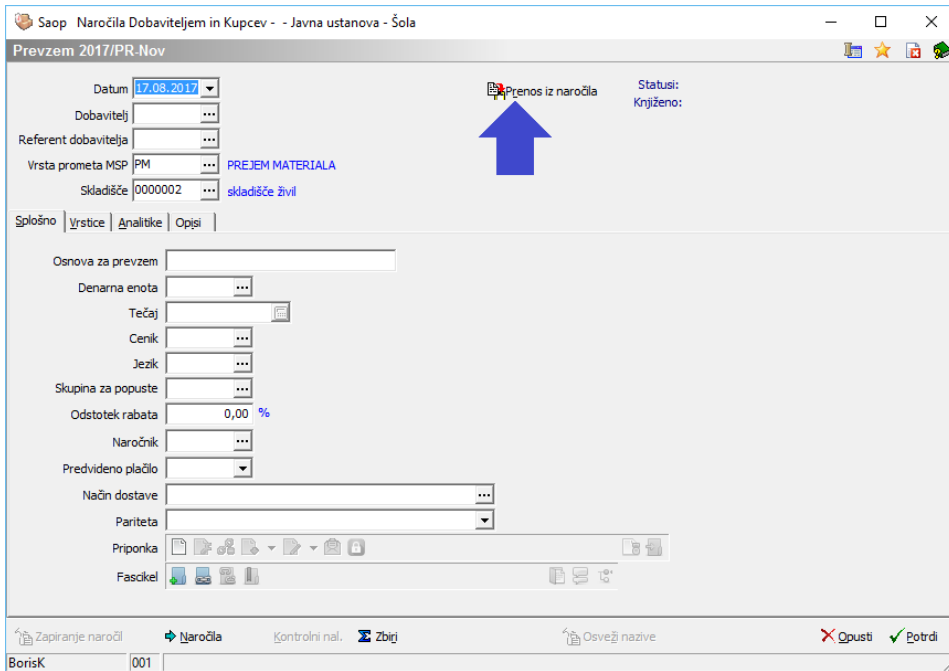 Saop Naročila Dobaviteljem in Kupcev - - Javna ustanova - Šola
Prevzem 2017/PR-Nov
Datum 17.08.2017
Prenos iz naročila
Statusi:
Knjiženo:
Dobavitelj
Referent dobavitelja
Vrsta prometa MSP PM PREJEM MATERIALA
Skladišče 0000002 skladišče živil
Splošno Vrstice Analitike Opisi
Osnova za prevzem
Denarna enota
Tečaj
Cenik
Jezik
Skupina za popuste
Odstotek rabata 0,00 %
Naročnik
Predvideno plačilo
Način dostave
Pariteta
Priponka
Fascikel
Zapiranje naročil Naročila Kontrolni nal. Zbirj Osveži nazive Opusti Potrdi
BorisK 001